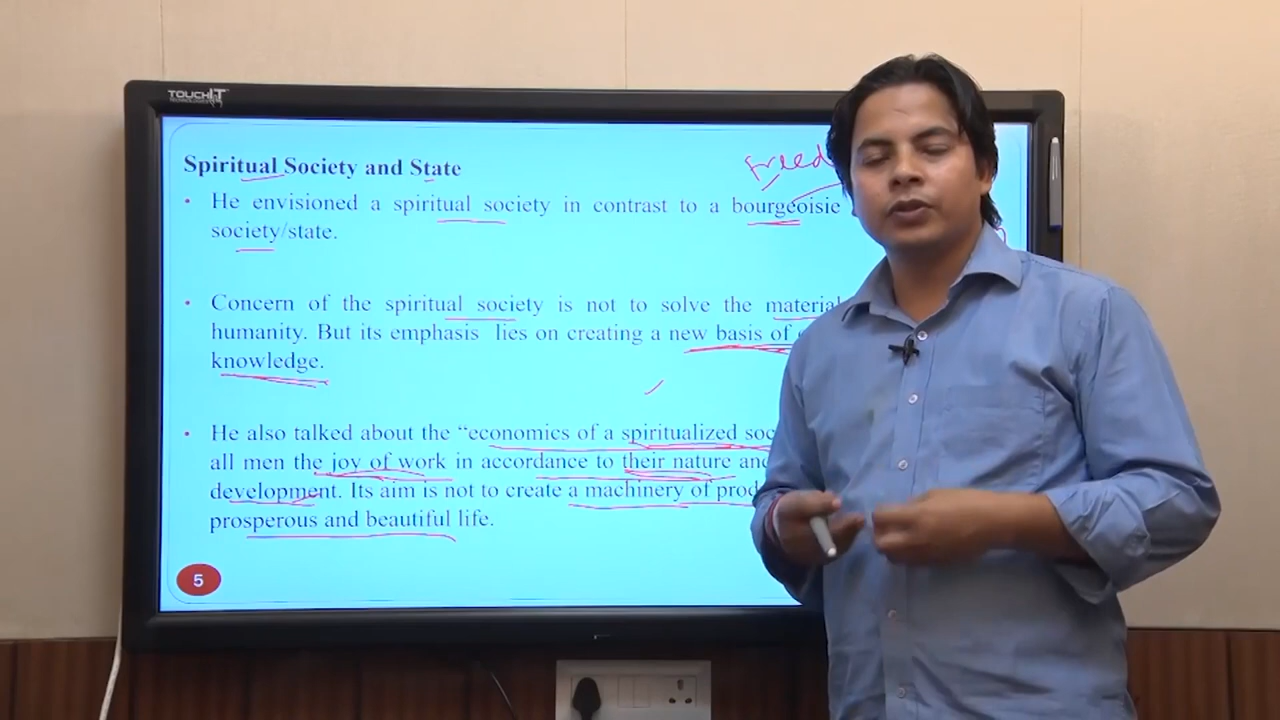 TOUCHIT
TECHNOLOGIES
Spiritual Society and State
Freed
• He envisioned a spiritual society in contrast to a bourgeoisie
society/state.
• Concern of the spiritual society is not to solve the material
humanity. But its emphasis lies on creating a new basis of
knowledge.
• He also talked about the “economics of a spiritualized soc
all men the joy of work in accordance to their nature and
development. Its aim is not to create a machinery of prod
prosperous and beautiful life.
5